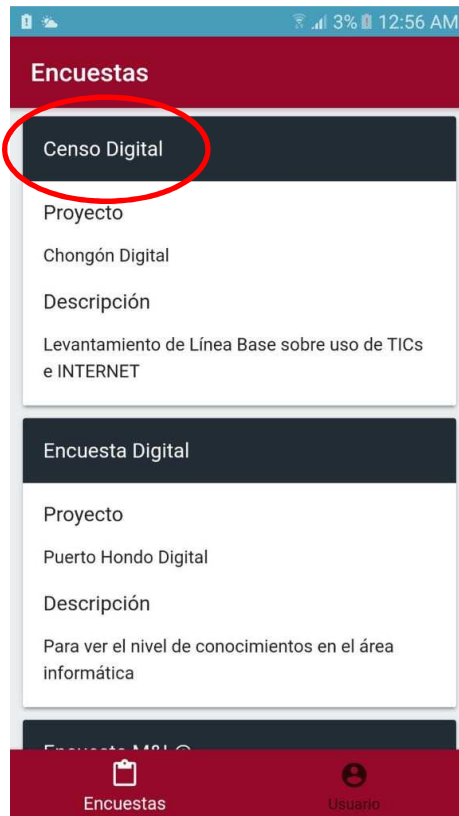 3% 12:56 AM
Encuestas
Censo Digital
Proyecto
Chongón Digital
Descripción
Levantamiento de Línea Base sobre uso de TICs
e INTERNET
Encuesta Digital
Proyecto
Puerto Hondo Digital
Descripción
Para ver el nivel de conocimientos en el área
informática
Encuesta
Encuestas
Usuario